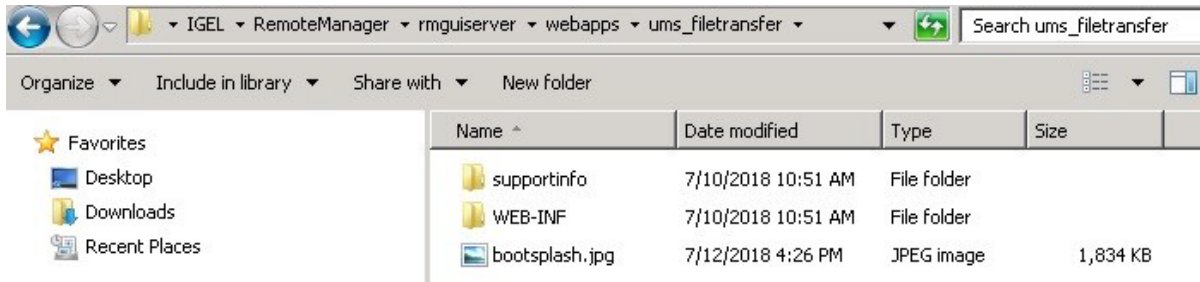 IGEL RemoteManager rmguiserver webapps ums_filetransfer Search ums_filetransfer
Organize Include in library Share with New folder
Favorites
Desktop
Downloads
Recent Places
Name Date modified Type Size
supportinfo 7/10/2018 10:51 AM File folder
WEB-INF 7/10/2018 10:51 AM File folder
bootsplash.jpg 7/12/2018 4:26 PM JPEG image 1,834 KB